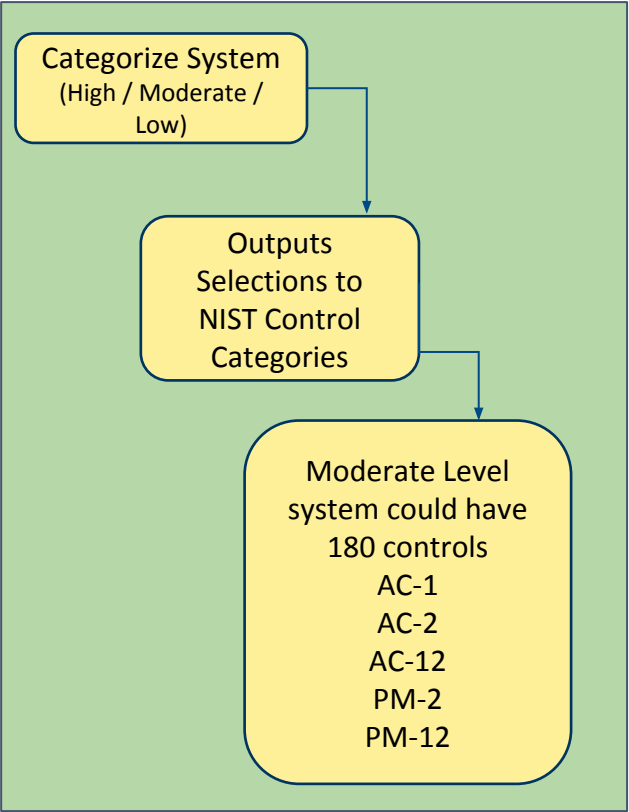 Categorize System
(High / Moderate /
Low)
Outputs
Selections to
NIST Control
Categories
Moderate Level
system could have
180 controls
AC-1
AC-2
AC-12
PM-2
PM-12